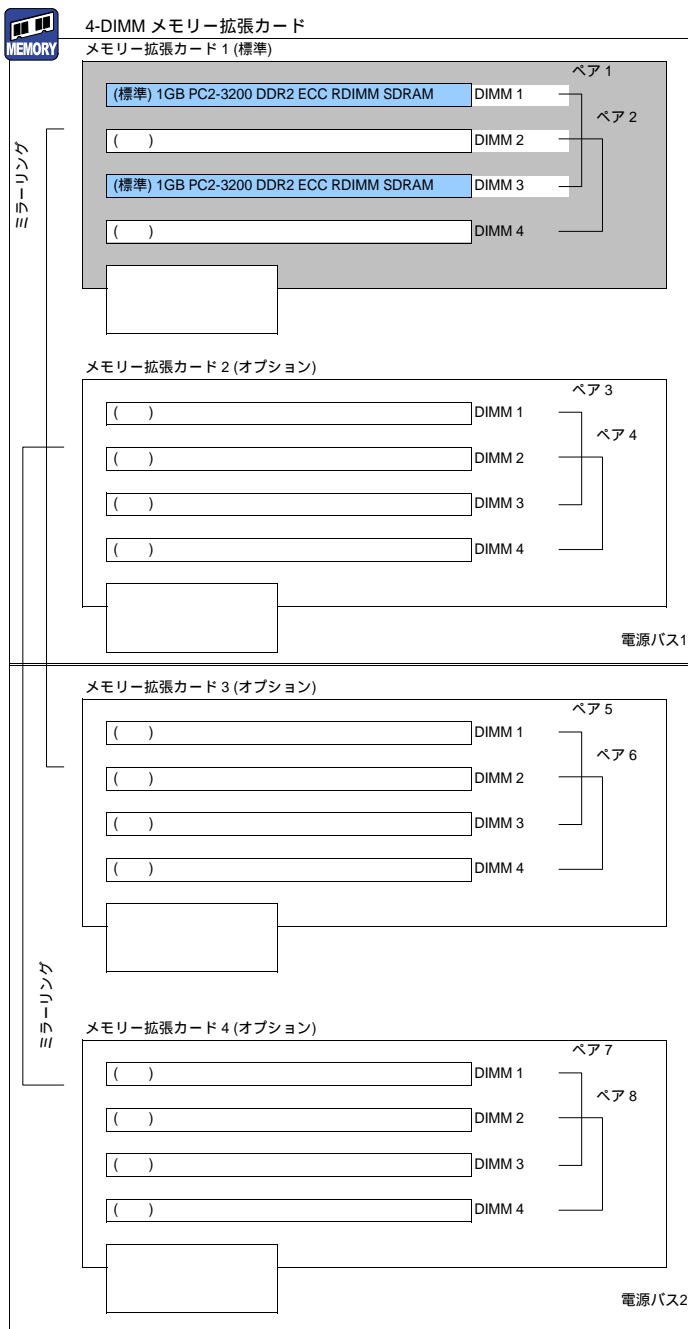 MEMORY
4-DIMM メモリー拡張カード
メモリー拡張カード 1 (標準)
ペア 1
(標準) 1GB PC2-3200 DDR2 ECC RDIMM SDRAM DIMM 1
ペア 2
( ) DIMM 2
(標準) 1GB PC2-3200 DDR2 ECC RDIMM SDRAM DIMM 3
( ) DIMM 4
ミラーリング
メモリー拡張カード 2 (オプション)
ペア 3
( ) DIMM 1
ペア 4
( ) DIMM 2
( ) DIMM 3
( ) DIMM 4
電源バス1
メモリー拡張カード 3 (オプション)
ペア 5
( ) DIMM 1
ペア 6
( ) DIMM 2
( ) DIMM 3
( ) DIMM 4
ミラーリング
メモリー拡張カード 4 (オプション)
ペア 7
( ) DIMM 1
ペア 8
( ) DIMM 2
( ) DIMM 3
( ) DIMM 4
電源バス2